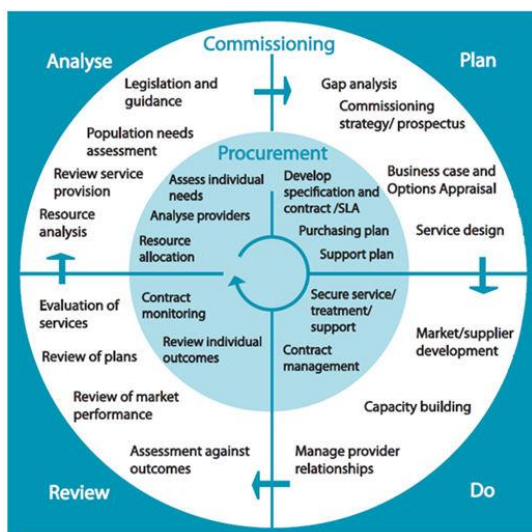 Analyse
Commissioning
Plan
Legislation and
guidance
Population needs
assessment
Review service
provision
Resource
analysis
Gap analysis
Commissioning
strategy/ prospectus
Business case and
Options Appraisal
Service design
Procurement
Assess individual
needs
Analyse providers
Resource
allocation
Develop
specification and
contract /SLA
Purchasing plan
Support plan
Contract
monitoring
Review individual
outcomes
Secure service/
treatment/
support
Contract
management
Evaluation of
services
Review of plans
Review of market
performance
Assessment against
outcomes
Market/supplier
development
Capacity building
Manage provider
relationships
Review
Do